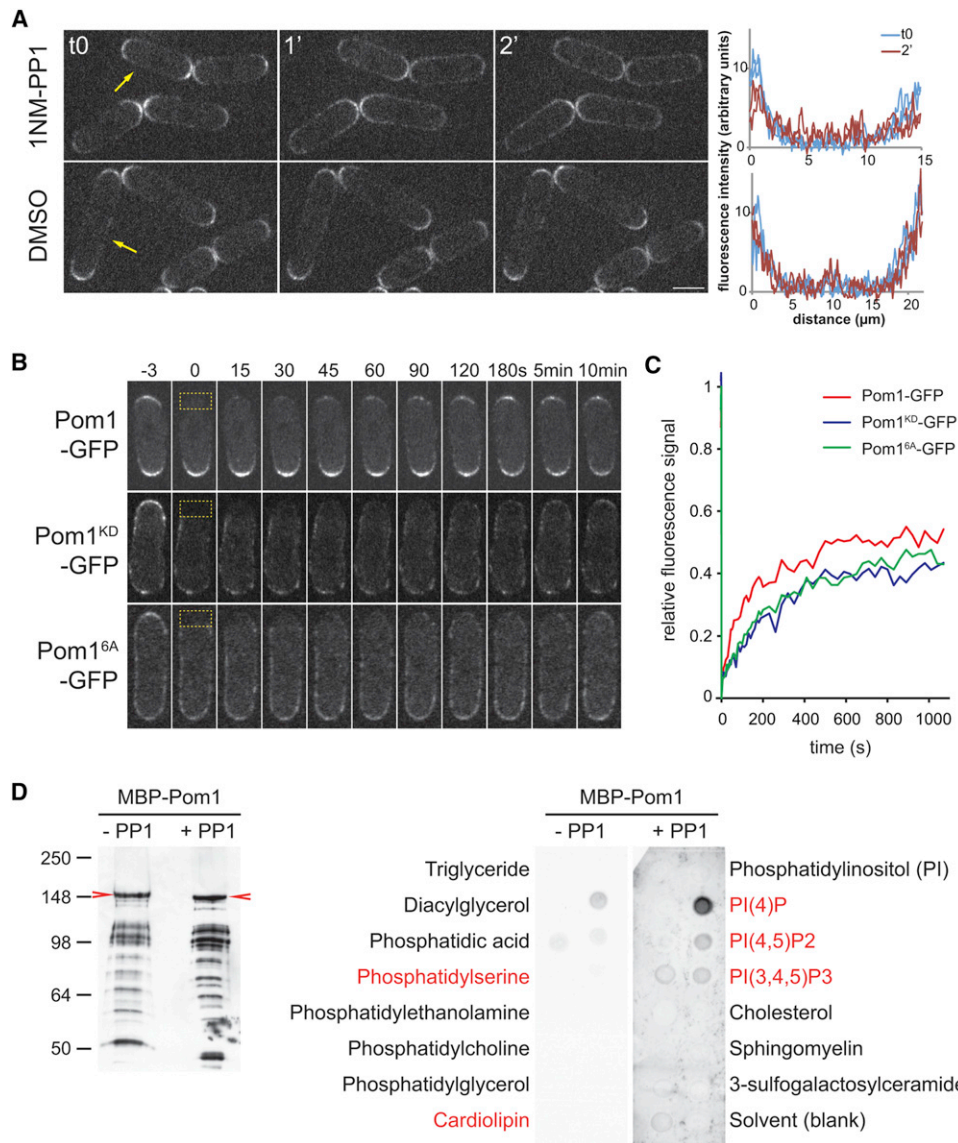 A
1NM-PP1
t0
1'
2'
DMSO
fluorescence intensity (arbitrary units)
t0
2'
10
0
0 5 10 15
10
0
0 5 10 15 20
distance (µm)
B
-3 0 15 30 45 60 90 120 180s 5min 10min
Pom1
-GFP
Pom1KD
-GFP
Pom16A
-GFP
C
relative fluorescence signal
1
0.8
0.6
0.4
0.2
0
0 200 400 600 800 1000
time (s)
Pom1-GFP
Pom1KD-GFP
Pom16A-GFP
D
MBP-Pom1
- PP1 + PP1
250
148
98
64
50
MBP-Pom1
- PP1 + PP1
Triglyceride
Diacylglycerol
Phosphatidic acid
Phosphatidylserine
Phosphatidylethanolamine
Phosphatidylcholine
Phosphatidylglycerol
Cardiolipin
Phosphatidylinositol (PI)
PI(4)P
PI(4,5)P2
PI(3,4,5)P3
Cholesterol
Sphingomyelin
3-sulfogalactosylceramide
Solvent (blank)